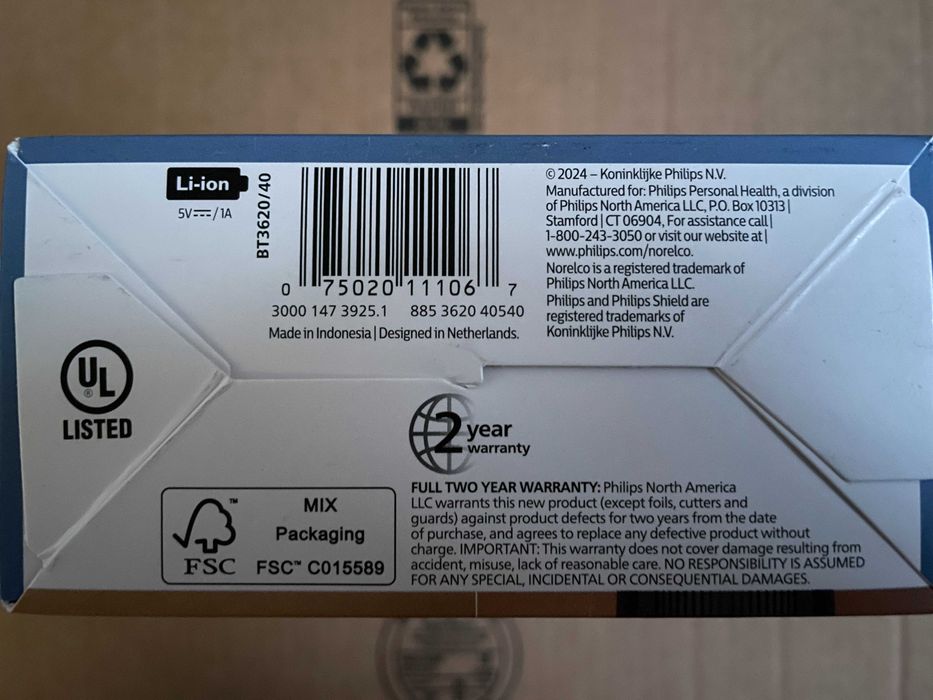 Li-ion
5V⎓/1A
BT3620/40
0 75020 11106 7
3000 147 3925.1 885 3620 40540
Made in Indonesia | Designed in Netherlands.
© 2024 – Koninklijke Philips N.V.
Manufactured for: Philips Personal Health, a division
of Philips North America LLC, P.O. Box 10313 |
Stamford | CT 06904, For assistance call |
1-800-243-3050 or visit our website at |
www.philips.com/norelco.
Norelco is a registered trademark of
Philips North America LLC.
Philips and Philips Shield are
registered trademarks of
Koninklijke Philips N.V.
UL
®
LISTED
2 year
warranty
FULL TWO YEAR WARRANTY: Philips North America
LLC warrants this new product (except foils, cutters and
guards) against product defects for two years from the date
of purchase, and agrees to replace any defective product without
charge. IMPORTANT: This warranty does not cover damage resulting from
accident, misuse, lack of reasonable care. NO RESPONSIBILITY IS ASSUMED
FOR ANY SPECIAL, INCIDENTAL OR CONSEQUENTIAL DAMAGES.
™
FSC
MIX
Packaging
FSC™ C015589